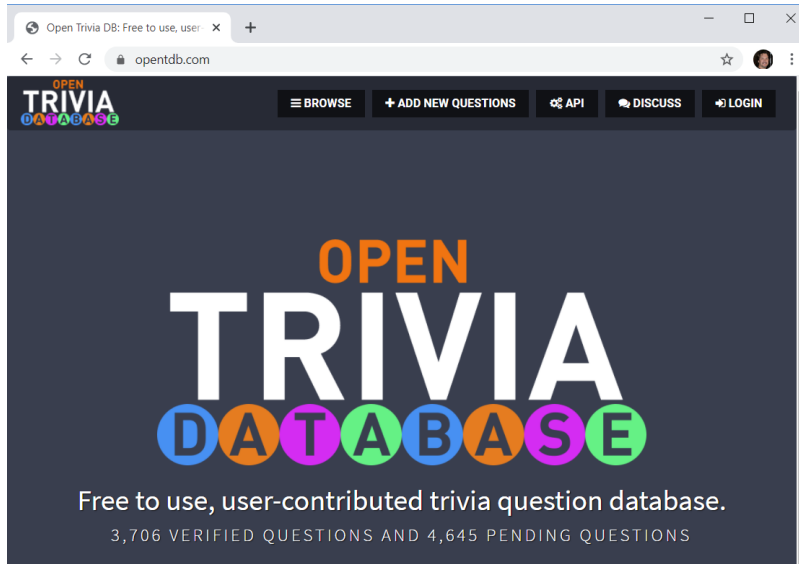 Open Trivia DB: Free to use, user-
opentdb.com
OPEN
TRIVIA
DATABASE
BROWSE
ADD NEW QUESTIONS
API
DISCUSS
LOGIN
OPEN
TRIVIA
DATABASE
Free to use, user-contributed trivia question database.
3,706 VERIFIED QUESTIONS AND 4,645 PENDING QUESTIONS